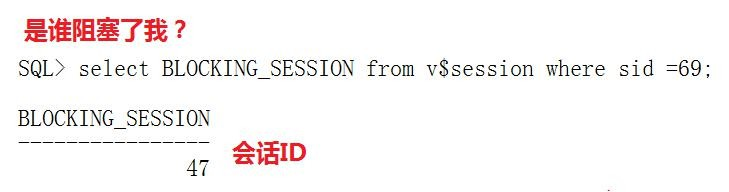 是谁阻塞了我？
SQL> select BLOCKING_SESSION from v$session where sid =69;
BLOCKING_SESSION
----------------
47 会话ID